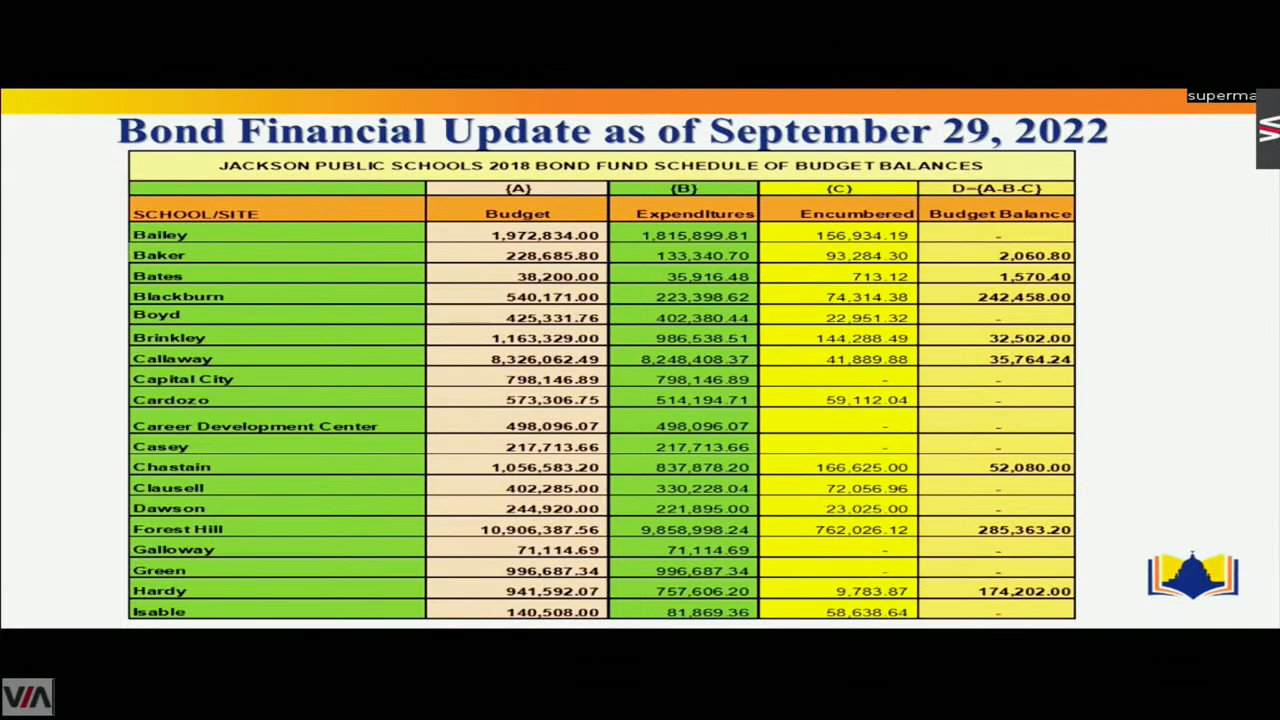 superma
Bond Financial Update as of September 29, 2022
JACKSON PUBLIC SCHOOLS 2018 BOND FUND SCHEDULE OF BUDGET BALANCES
{A} {B} {C} D={A-B-C}
SCHOOL/SITE Budget Expenditures Encumbered Budget Balance
Bailey 1,972,834.00 1,815,899.81 156,934.19 -
Baker 228,685.80 133,340.70 93,284.30 2,060.80
Bates 38,200.00 35,916.48 713.12 1,570.40
Blackburn 540,171.00 223,398.62 74,314.38 242,458.00
Boyd 425,331.76 402,380.44 22,951.32 -
Brinkley 1,163,329.00 986,538.51 144,288.49 32,502.00
Callaway 8,326,062.49 8,248,408.37 41,889.88 35,764.24
Capital City 798,146.89 798,146.89 - -
Cardozo 573,306.75 514,194.71 59,112.04 -
Career Development Center 498,096.07 498,096.07 - -
Casey 217,713.66 217,713.66 - -
Chastain 1,056,583.20 837,878.20 166,625.00 52,080.00
Clausell 402,285.00 330,228.04 72,056.96 -
Dawson 244,920.00 221,895.00 23,025.00 -
Forest Hill 10,906,387.56 9,858,998.24 762,026.12 285,363.20
Galloway 71,114.69 71,114.69 - -
Green 996,687.34 996,687.34 - -
Hardy 941,592.07 757,606.20 9,783.87 174,202.00
Isable 140,508.00 81,869.36 58,638.64 -
VIA